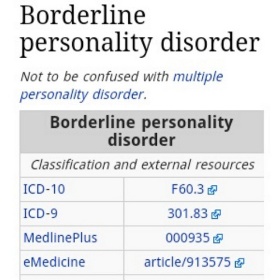 Borderline
personality disorder
Not to be confused with multiple
personality disorder.
Borderline personality
disorder
Classification and external resources
ICD-10 F60.3
ICD-9 301.83
MedlinePlus 000935
eMedicine article/913575